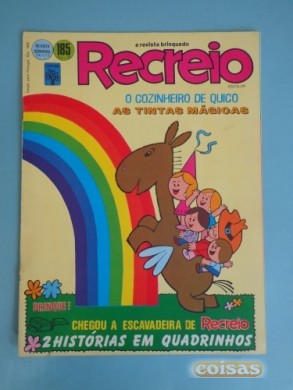 a revista brinquedo
185
Recreio
O COZINHEIRO DE QUICO
AS TINTAS MÁGICAS
BRINQUE!
CHEGOU A ESCAVADEIRA DE Recreio
2 HISTÓRIAS EM QUADRINHOS
coisas